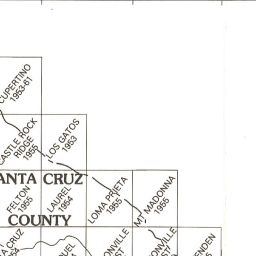 CUPERTINO
1953-61
CASTLE ROCK
RIDGE
1955
LOS GATOS
1953
ANTA CRUZ
COUNTY
FELTON
1955
LAUREL
1954
LOMA PRIETA
1955
MT MADONNA
1955
A CRUZ